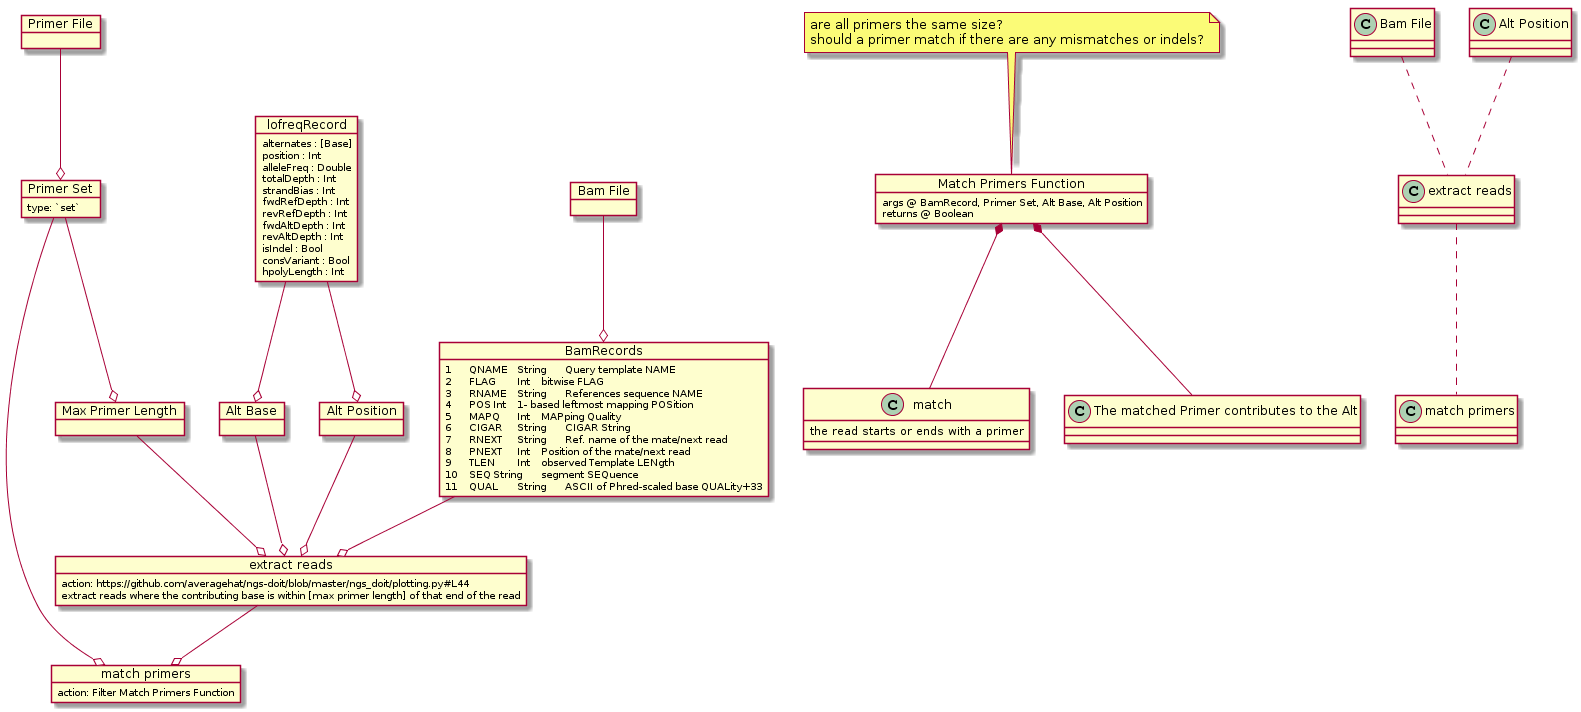 Primer File
Primer Set
type: `set`
lofreqRecord
alternates : [Base]
position : Int
alleleFreq : Double
totalDepth : Int
strandBias : Int
fwdRefDepth : Int
revRefDepth : Int
fwdAltDepth : Int
revAltDepth : Int
isIndel : Bool
consVariant : Bool
hpolyLength : Int
Bam File
BamRecords
1 QNAME String Query template NAME
2 FLAG Int bitwise FLAG
3 RNAME String References sequence NAME
4 POS Int 1- based leftmost mapping POSition
5 MAPQ Int MAPping Quality
6 CIGAR String CIGAR String
7 RNEXT String Ref. name of the mate/next read
8 PNEXT Int Position of the mate/next read
9 TLEN Int observed Template LENgth
10 SEQ String segment SEQuence
11 QUAL String ASCII of Phred-scaled base QUALity+33
Max Primer Length
Alt Base
Alt Position
extract reads
action: https://github.com/averagehat/ngs-doit/blob/master/ngs_doit/plotting.py#L44
extract reads where the contributing base is within [max primer length] of that end of the read
match primers
action: Filter Match Primers Function
are all primers the same size?
should a primer match if there are any mismatches or indels?
Match Primers Function
args @ BamRecord, Primer Set, Alt Base, Alt Position
returns @ Boolean
C match
the read starts or ends with a primer
C The matched Primer contributes to the Alt
C Bam File
C Alt Position
C extract reads
C match primers